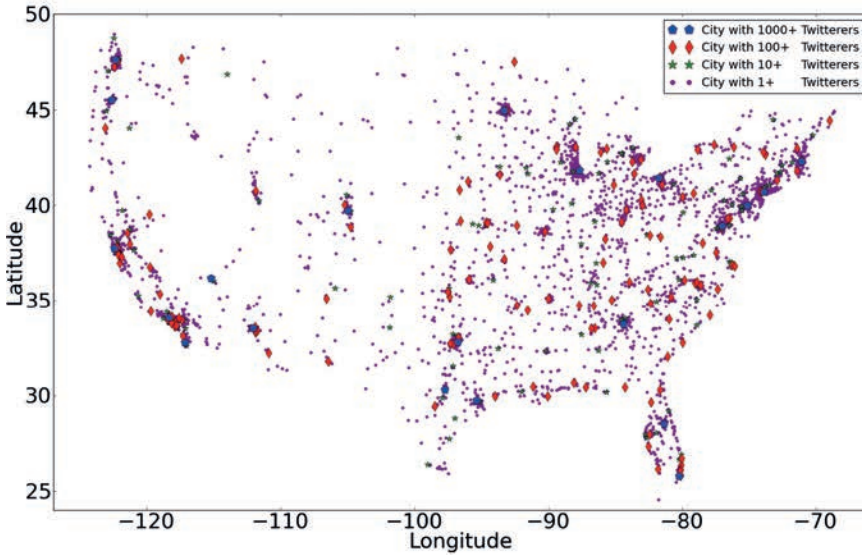 50
45
40
35
30
25
Latitude
City with 1000+ Twitterers
City with 100+ Twitterers
City with 10+ Twitterers
City with 1+ Twitterers
−120 −110 −100 −90 −80 −70
Longitude